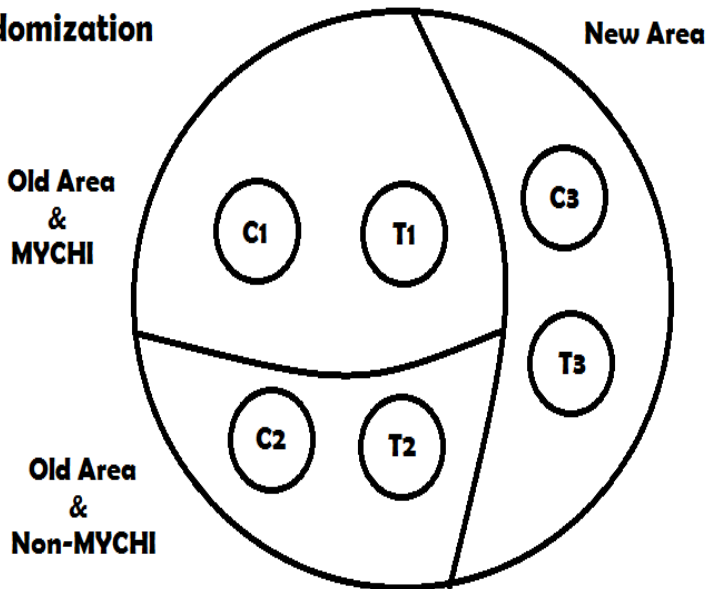 domization
New Area
Old Area
&
MYCHI
C1
T1
C3
T3
C2
T2
Old Area
&
Non-MYCHI